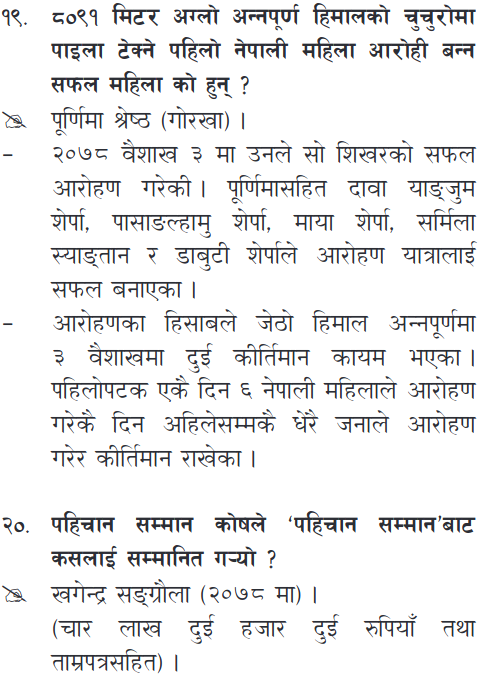 १९. ८०९१ मिटर अग्लो अन्नपूर्ण हिमालको चुचुरोमा
पाइला टेक्ने पहिलो नेपाली महिला आरोही बन्न
सफल महिला को हुन् ?
पूर्णिमा श्रेष्ठ (गोरखा) ।
– २०७८ वैशाख ३ मा उनले सो शिखरको सफल
आरोहण गरेकी । पूर्णिमासहित दावा याङ्जुम
शेर्पा, पासाङल्हामु शेर्पा, माया शेर्पा, सर्मिला
स्याङ्तान र डाबुटी शेर्पाले आरोहण यात्रालाई
सफल बनाएका ।
– आरोहणका हिसाबले जेठो हिमाल अन्नपूर्णमा
३ वैशाखमा दुई कीर्तिमान कायम भएका ।
पहिलोपटक एकै दिन ६ नेपाली महिलाले आरोहण
गरेकै दिन अहिलेसम्मकै धेरै जनाले आरोहण
गरेर कीर्तिमान राखेका ।
२०. पहिचान सम्मान कोषले ‘पहिचान सम्मान’बाट
कसलाई सम्मानित गर्‍यो ?
खगेन्द्र सङ्ग्रौला (२०७८ मा) ।
(चार लाख दुई हजार दुई रुपियाँ तथा
ताम्रपत्रसहित) ।